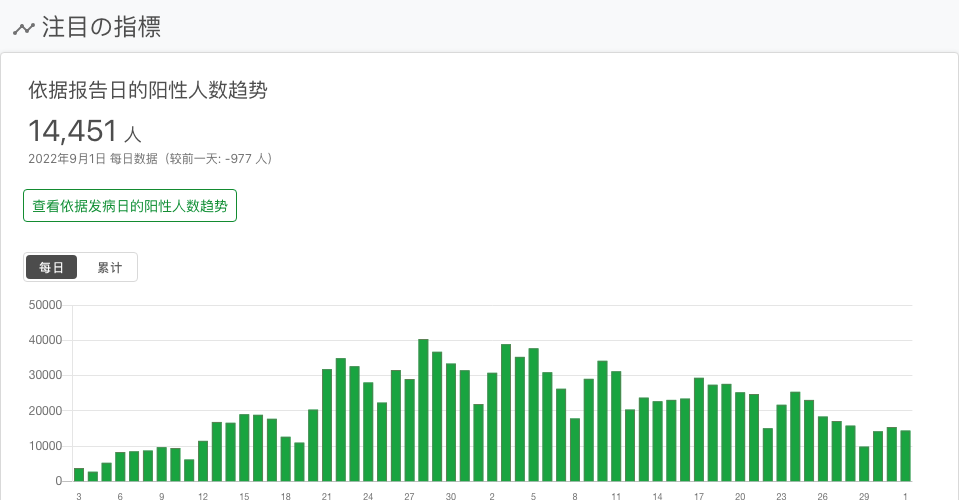 注目の指標
依据报告日的阳性人数趋势
14,451 人
2022年9月1日 每日数据（较前一天: -977 人）
查看依据发病日的阳性人数趋势
每日 累计
50000
40000
30000
20000
10000
0
3 6 9 12 15 18 21 24 27 30 2 5 8 11 14 17 20 23 26 29 1